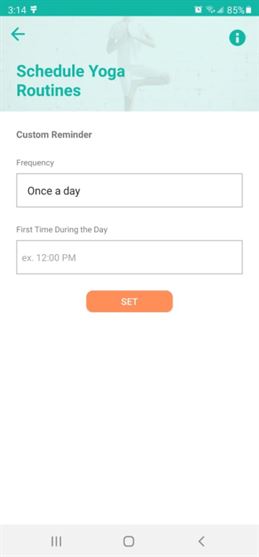 3:14
85%
Schedule Yoga
Routines
Custom Reminder
Frequency
Once a day
First Time During the Day
ex. 12:00 PM
SET